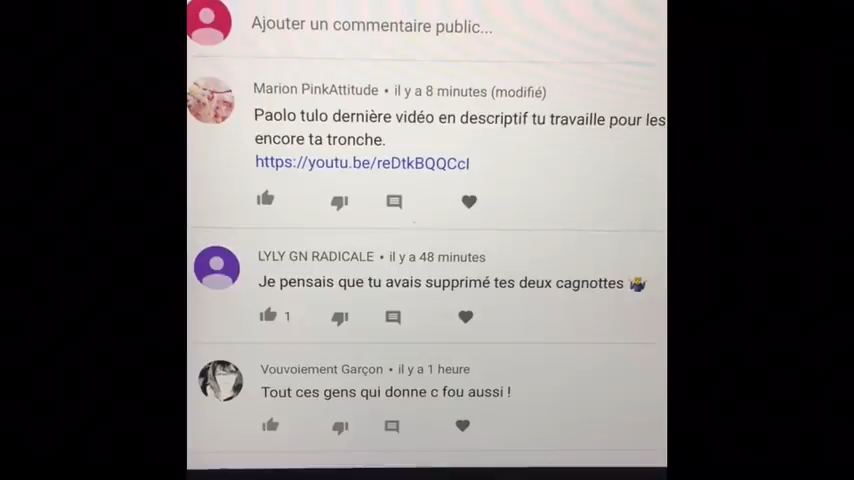 Ajouter un commentaire public...
Marion PinkAttitude • il y a 8 minutes (modifié)
Paolo tulo dernière vidéo en descriptif tu travaille pour les
encore ta tronche.
https://youtu.be/reDtkBQQCcI
LYLY GN RADICALE • il y a 48 minutes
Je pensais que tu avais supprimé tes deux cagnottes 🤷‍♂️
1
Vouvoiement Garçon • il y a 1 heure
Tout ces gens qui donne c fou aussi !